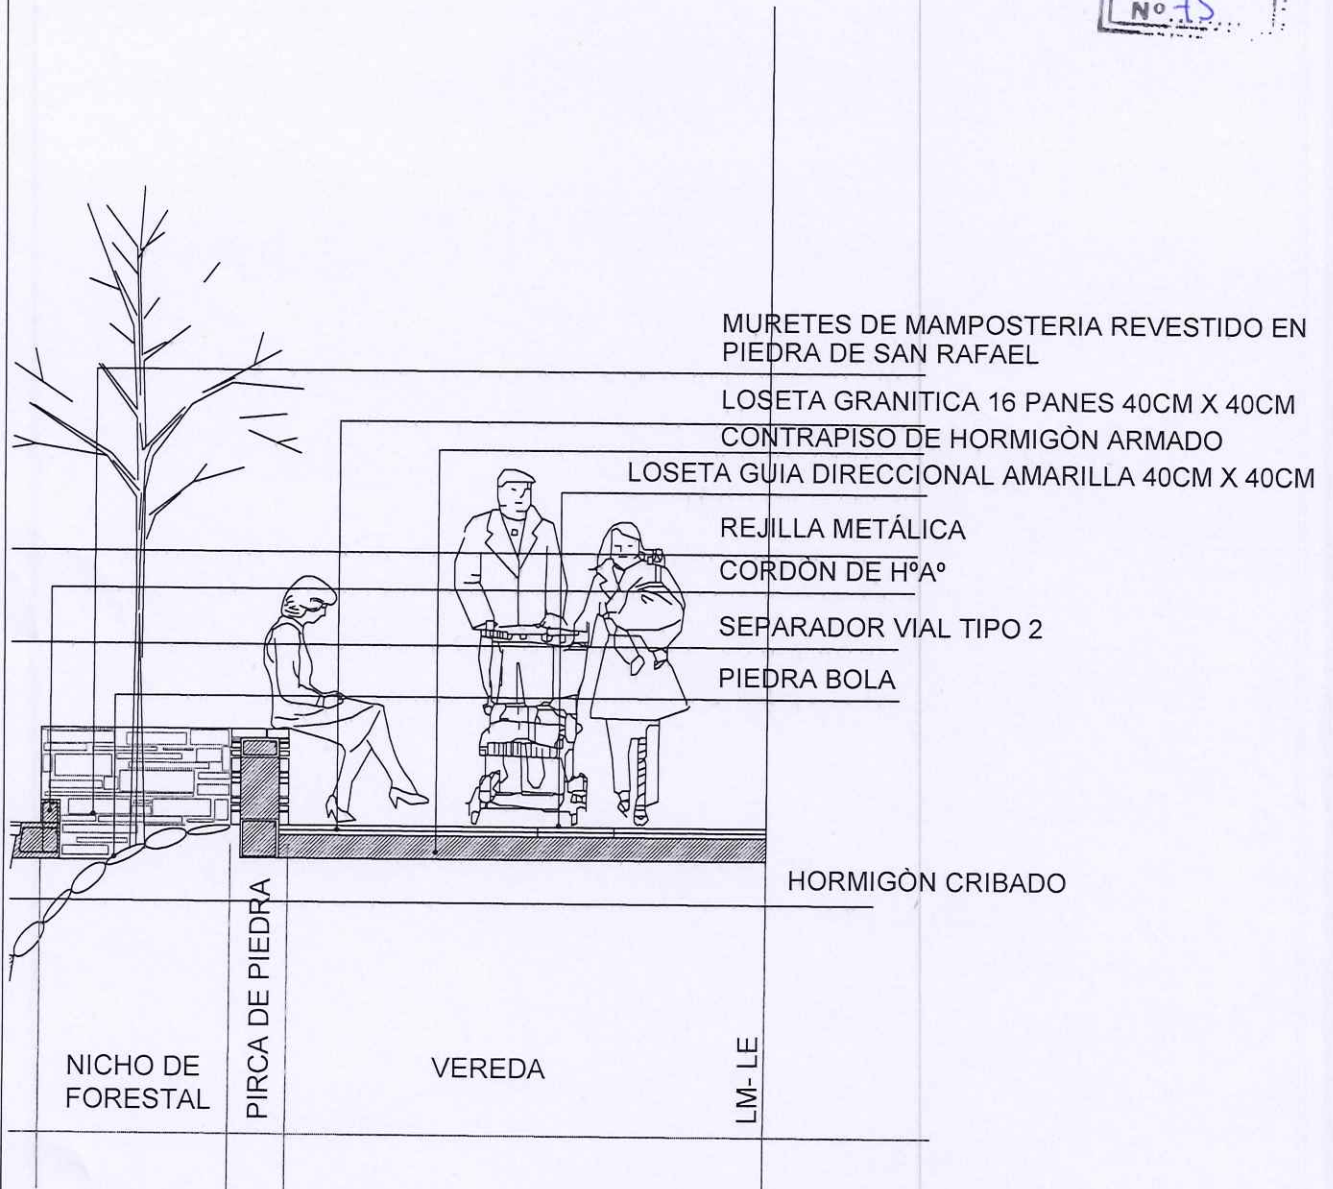 Nº 75
MURETES DE MAMPOSTERIA REVESTIDO EN
PIEDRA DE SAN RAFAEL
LOSETA GRANITICA 16 PANES 40CM X 40CM
CONTRAPISO DE HORMIGÒN ARMADO
LOSETA GUIA DIRECCIONAL AMARILLA 40CM X 40CM
REJILLA METÁLICA
CORDÒN DE HºAº
SEPARADOR VIAL TIPO 2
PIEDRA BOLA
HORMIGÒN CRIBADO
NICHO DE
FORESTAL
PIRCA DE PIEDRA
VEREDA
LM- LE